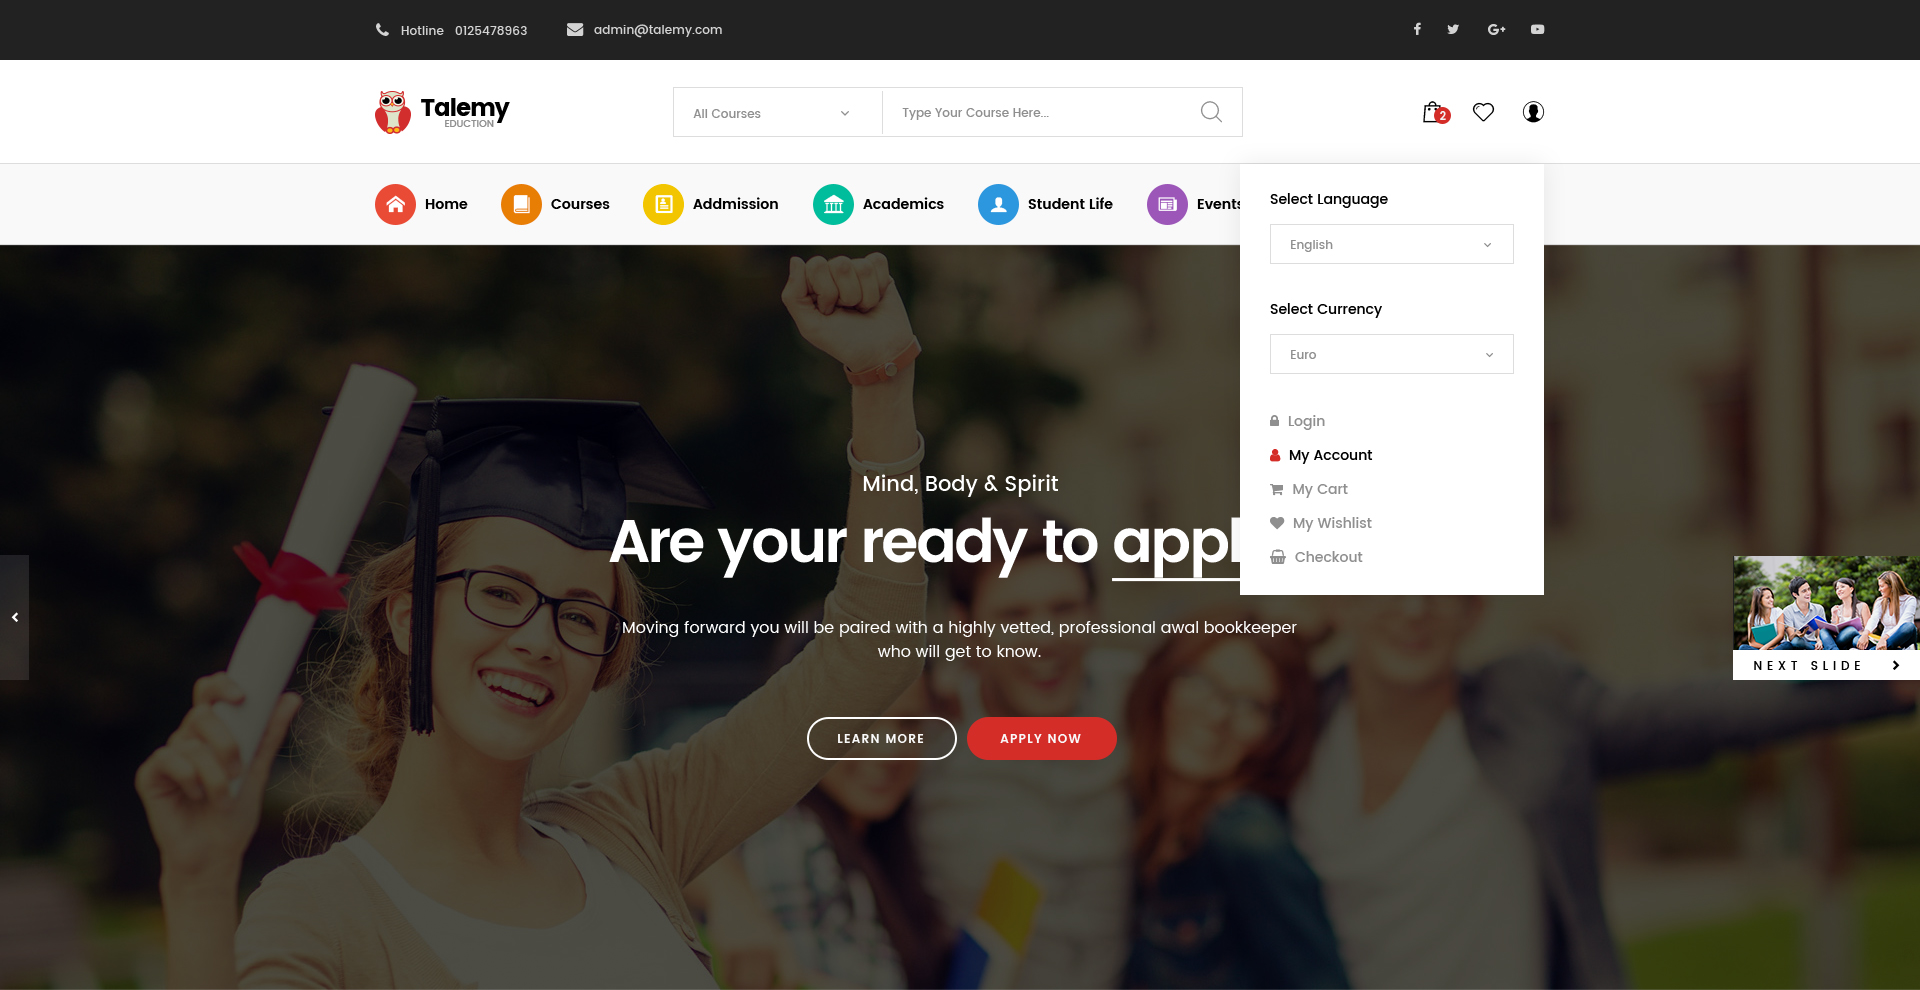 Hotline 0125478963
admin@talemy.com
Talemy
EDUCTION
All Courses
Type Your Course Here...
2
Home
Courses
Addmission
Academics
Student Life
Events
Select Language
English
Select Currency
Euro
Login
My Account
My Cart
My Wishlist
Checkout
Mind, Body & Spirit
Are your ready to appl
Moving forward you will be paired with a highly vetted, professional awal bookkeeper
who will get to know.
LEARN MORE
APPLY NOW
NEXT SLIDE